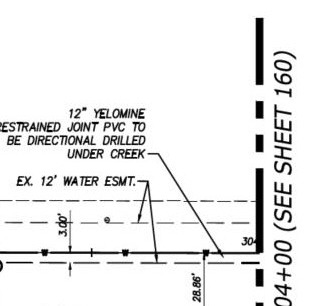 12" YELOMINE
RESTRAINED JOINT PVC TO
BE DIRECTIONAL DRILLED
UNDER CREEK
EX. 12' WATER ESMT.
3.00'
28.86'
04+00 (SEE SHEET 160)